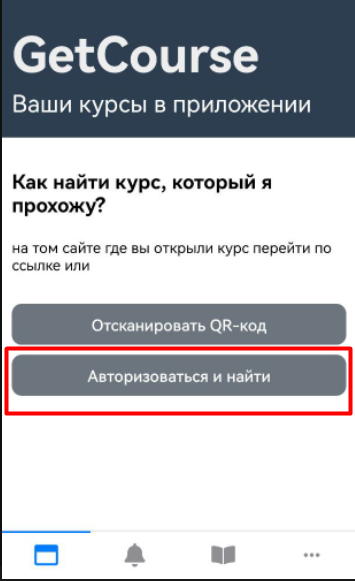 GetCourse
Ваши курсы в приложении
Как найти курс, который я
прохожу?
на том сайте где вы открыли курс перейти по
ссылке или
Отсканировать QR-код
Авторизоваться и найти